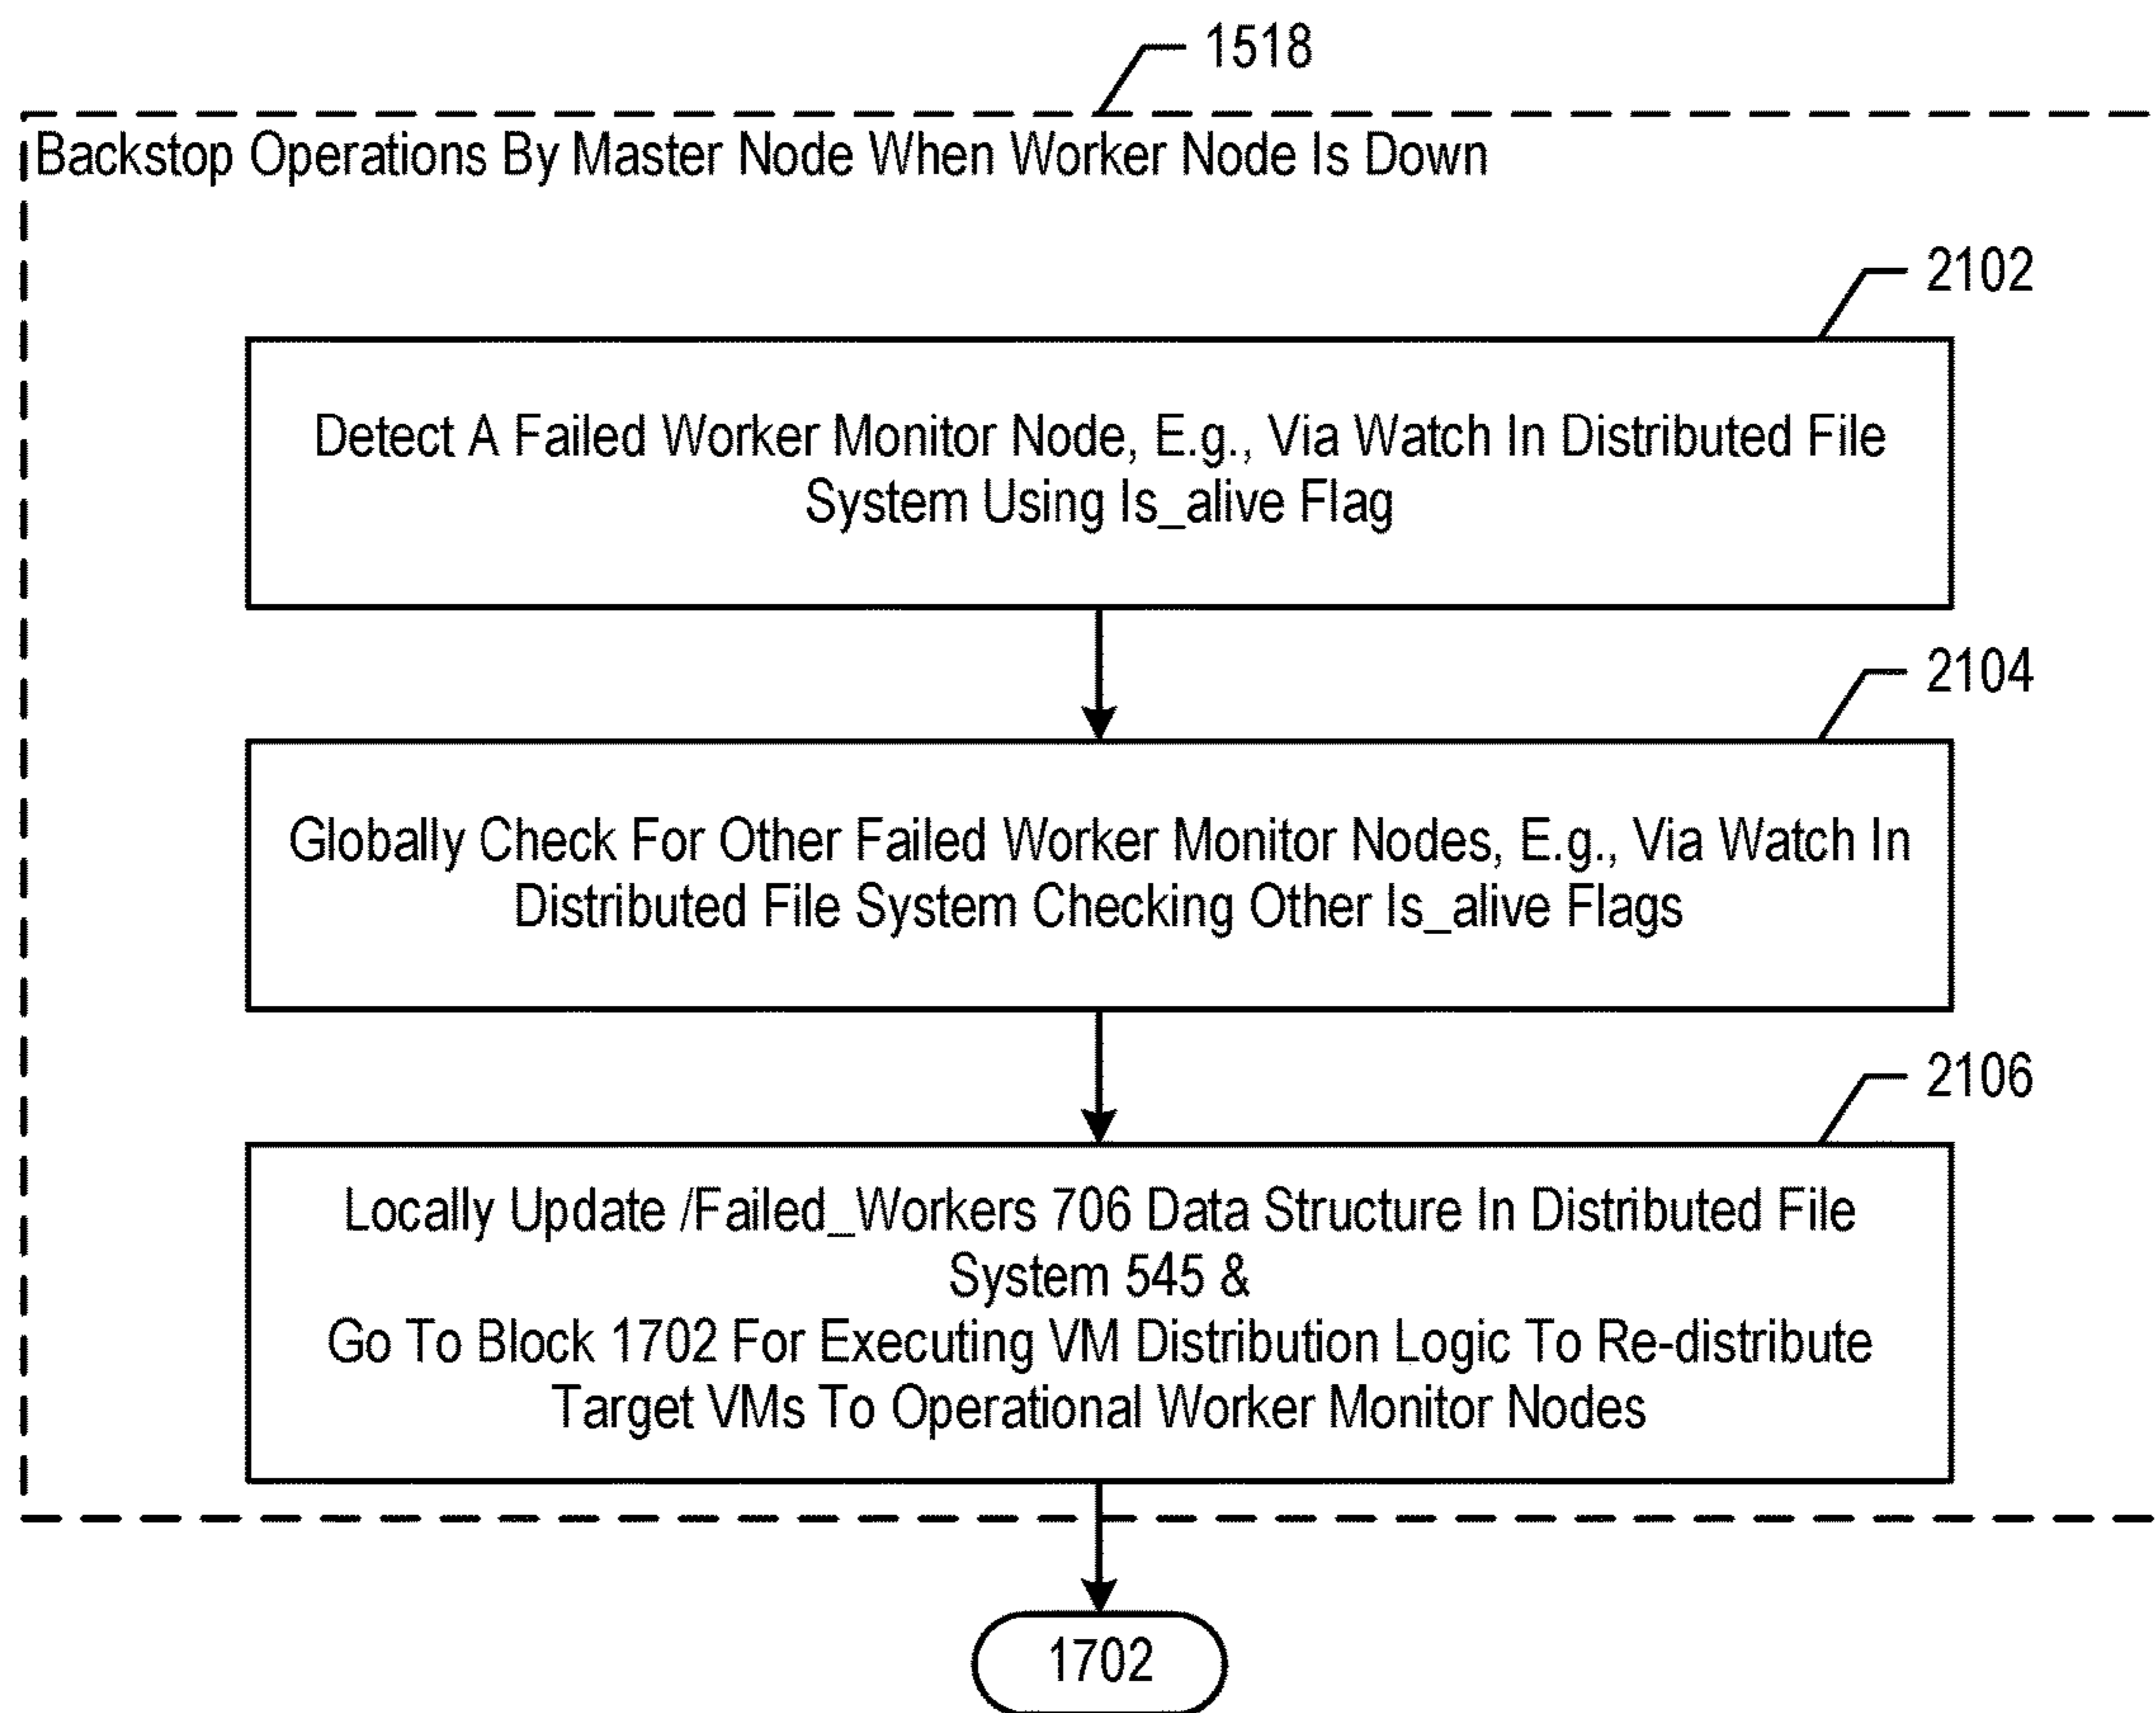 1518
Backstop Operations By Master Node When Worker Node Is Down
2102
Detect A Failed Worker Monitor Node, E.g., Via Watch In Distributed File
System Using Is_alive Flag
2104
Globally Check For Other Failed Worker Monitor Nodes, E.g., Via Watch In
Distributed File System Checking Other Is_alive Flags
2106
Locally Update /Failed_Workers 706 Data Structure In Distributed File
System 545 &
Go To Block 1702 For Executing VM Distribution Logic To Re-distribute
Target VMs To Operational Worker Monitor Nodes
1702